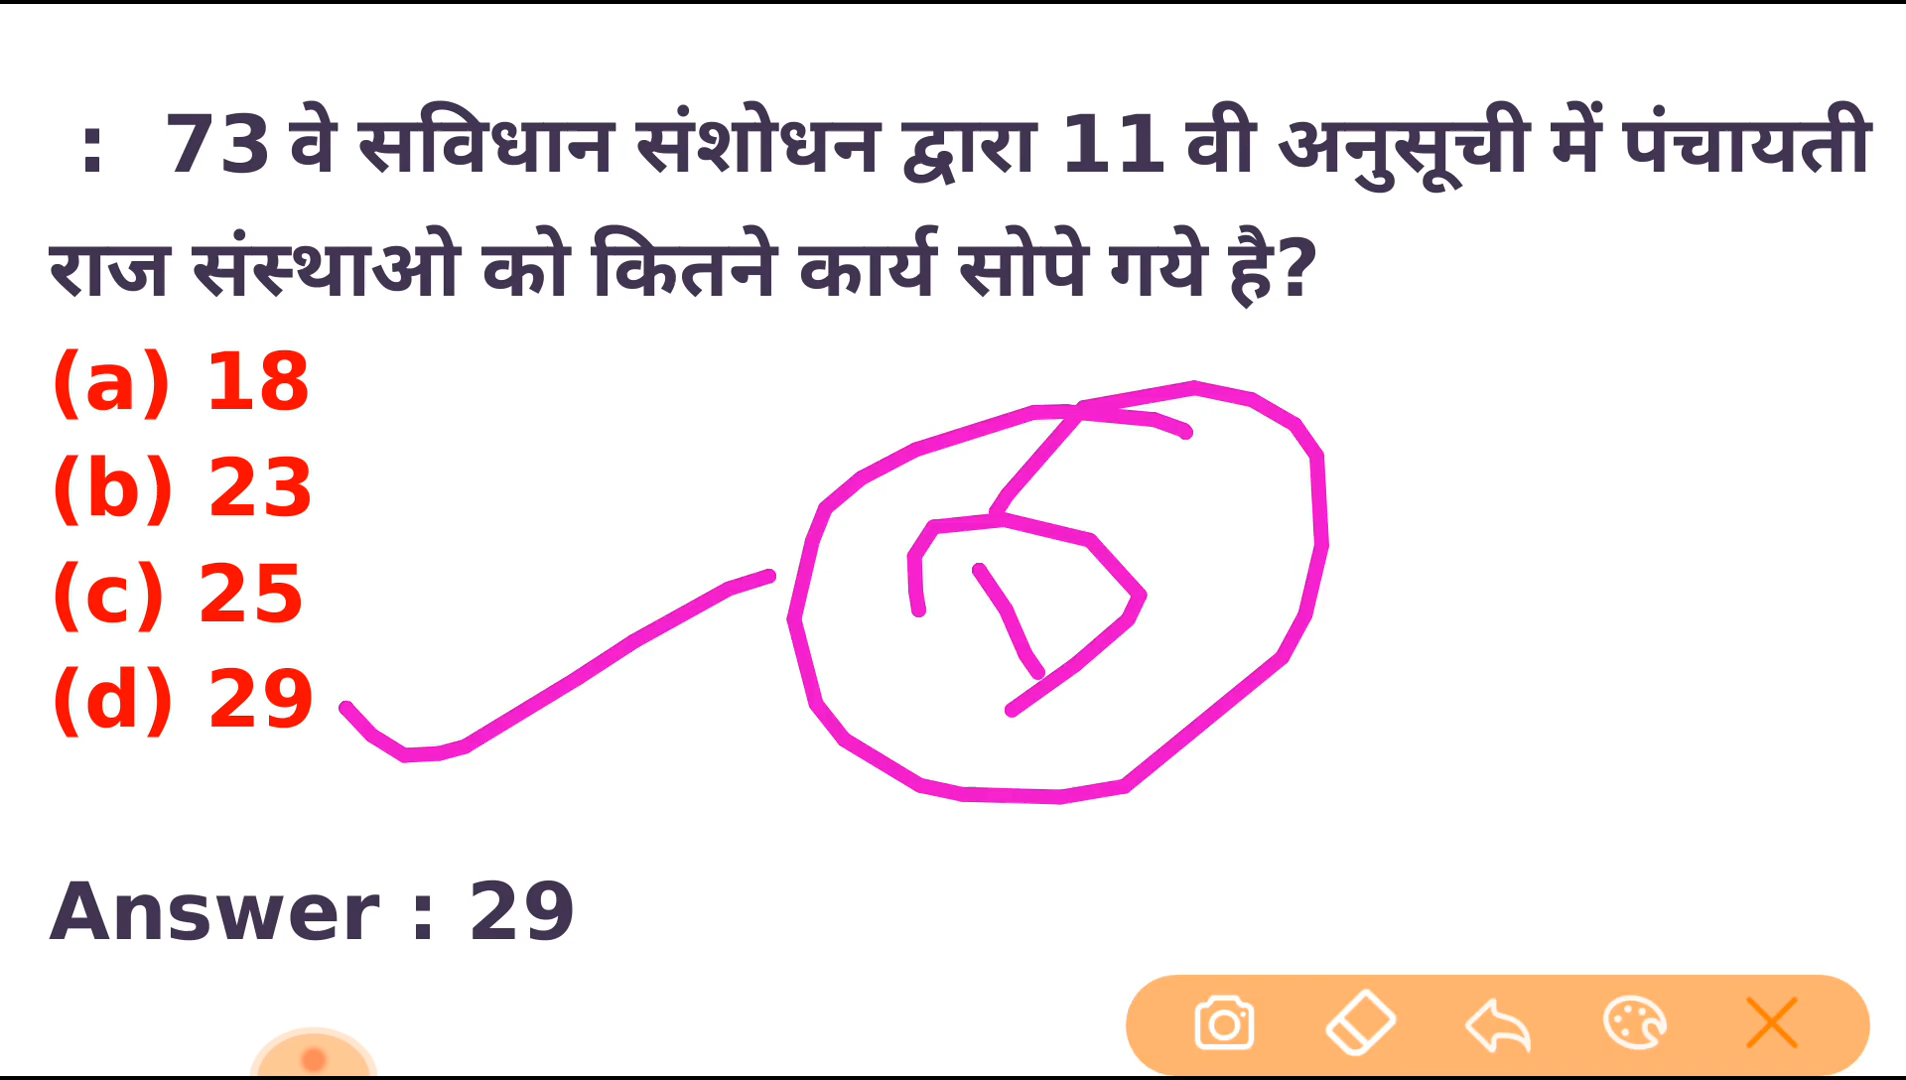 : 73 वे सविधान संशोधन द्वारा 11 वी अनुसूची में पंचायती
राज संस्थाओ को कितने कार्य सोपे गये है?
(a) 18
(b) 23
(c) 25
(d) 29
D
Answer : 29